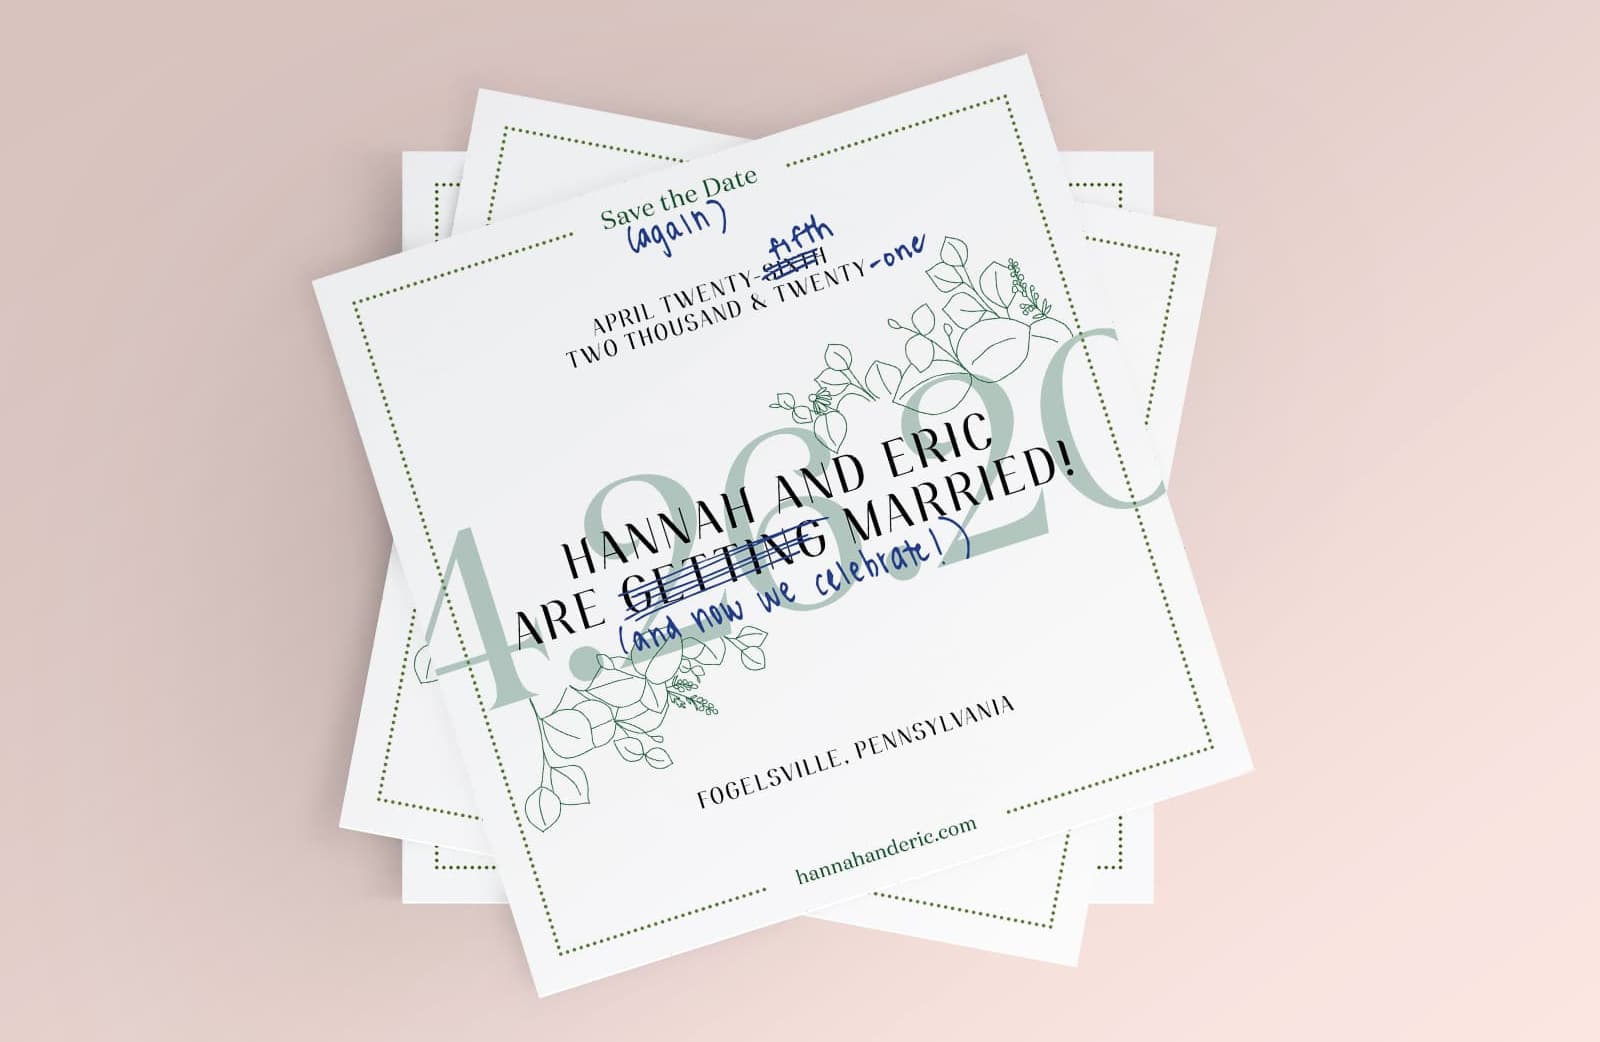 Save the Date
(again)
fifth
APRIL TWENTY-SIXTH
TWO THOUSAND & TWENTY-one
4.26.20
HANNAH AND ERIC
ARE GETTING MARRIED!
(and now we celebrate!)
FOGELSVILLE, PENNSYLVANIA
hannahanderic.com